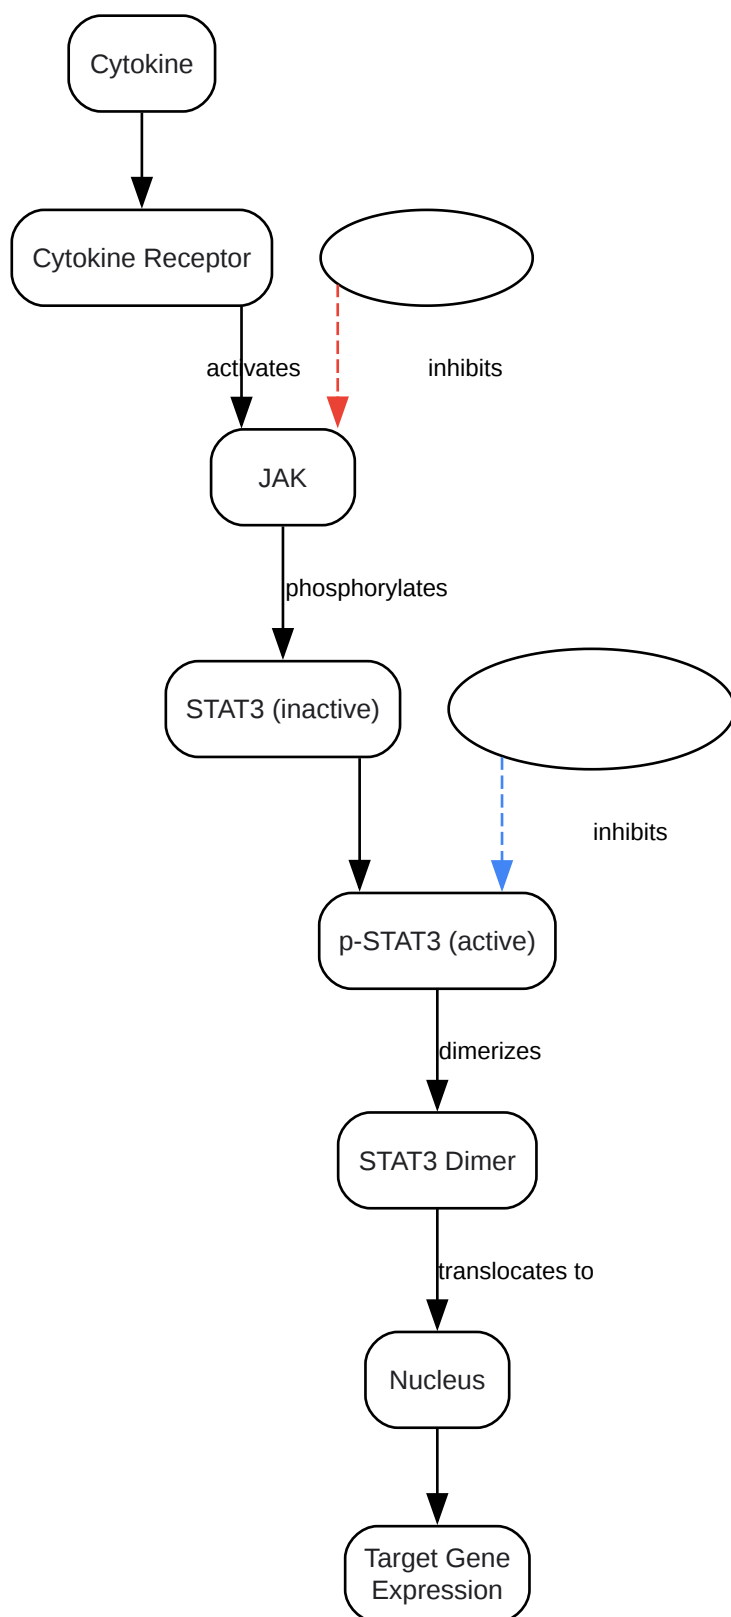 Cytokine
Cytokine Receptor
activates
inhibits
JAK
phosphorylates
STAT3 (inactive)
inhibits
p-STAT3 (active)
dimerizes
STAT3 Dimer
translocates to
Nucleus
Target Gene
Expression